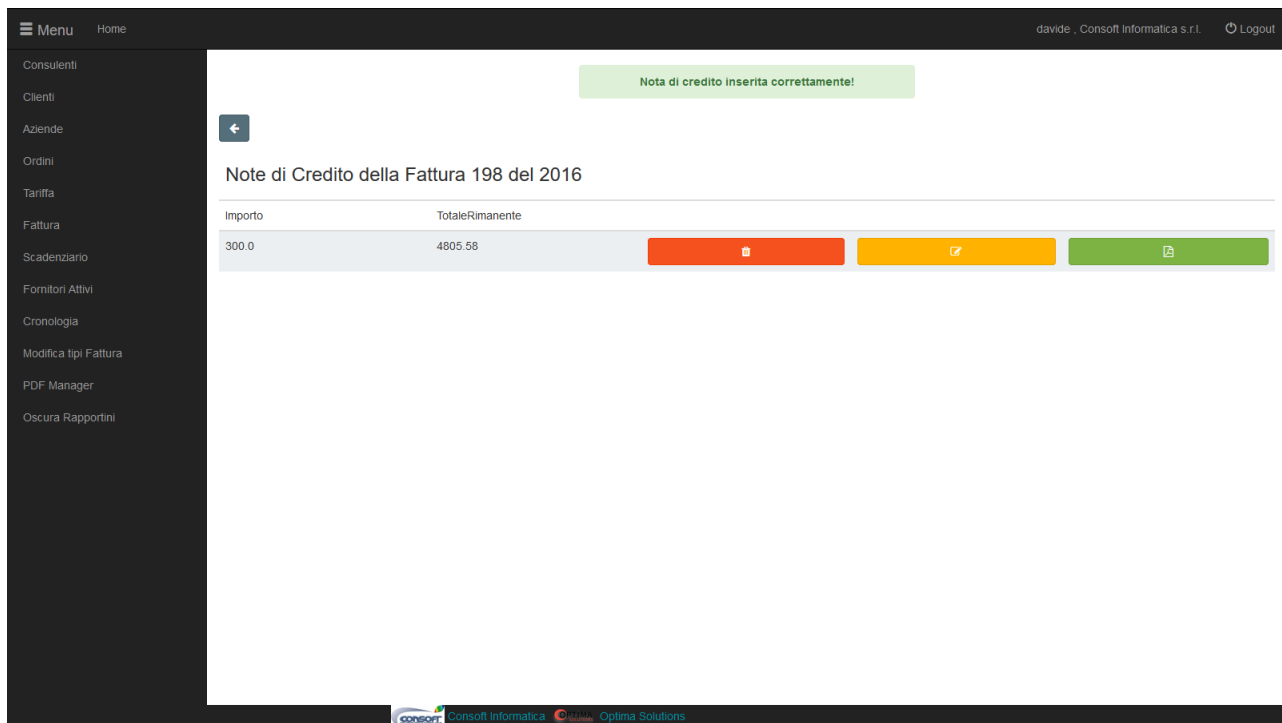 Menu Home davide , Consoft Informatica s.r.l. Logout
Consulenti
Clienti
Aziende
Ordini
Tariffa
Fattura
Scadenziario
Fornitori Attivi
Cronologia
Modifica tipi Fattura
PDF Manager
Oscura Rapportini
Nota di credito inserita correttamente!
Note di Credito della Fattura 198 del 2016
Importo TotaleRimanente
300.0 4805.58
CONSOFT Consoft Informatica OPTIMA Optima Solutions